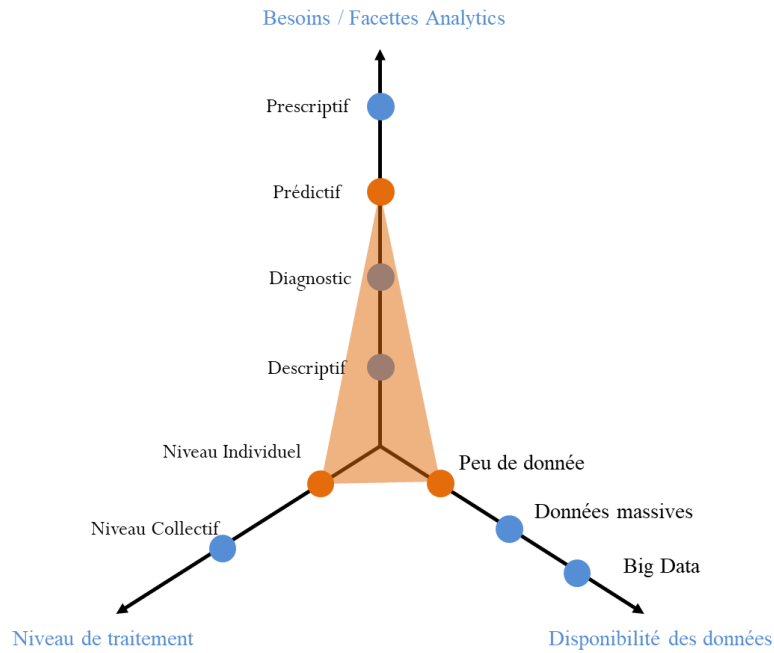 Besoins / Facettes Analytics
Prescriptif
Prédictif
Diagnostic
Descriptif
Niveau Individuel
Peu de donnée
Données massives
Niveau Collectif
Big Data
Niveau de traitement
Disponibilité des données